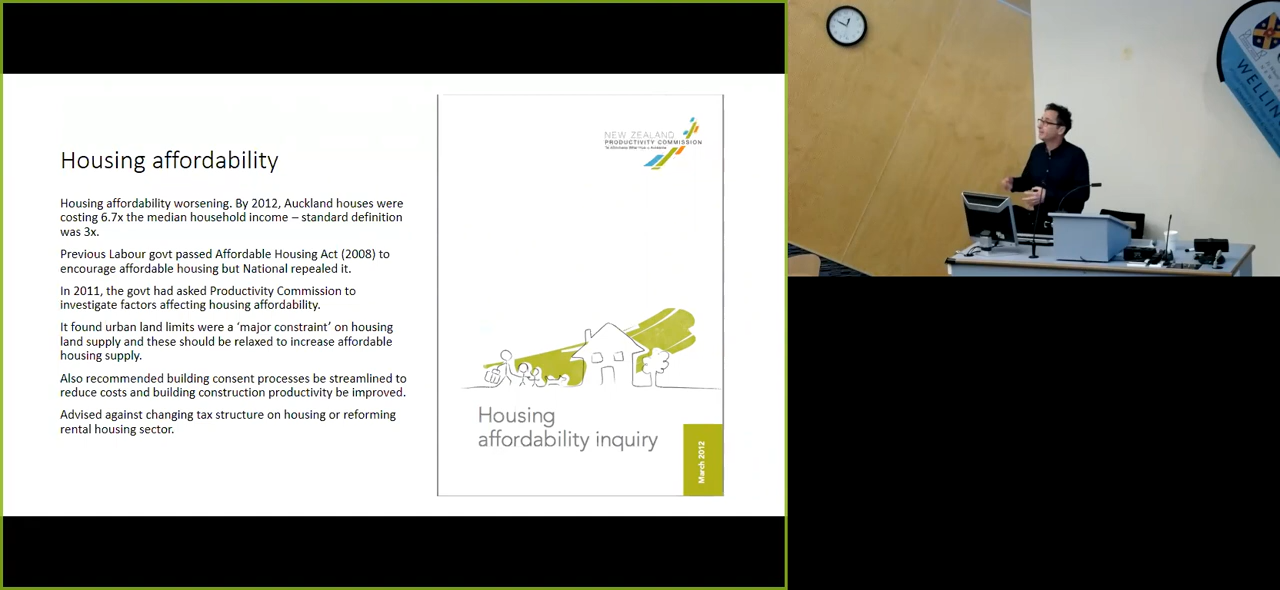 Housing affordability
Housing affordability worsening. By 2012, Auckland houses were
costing 6.7x the median household income – standard definition
was 3x.
Previous Labour govt passed Affordable Housing Act (2008) to
encourage affordable housing but National repealed it.
In 2011, the govt had asked Productivity Commission to
investigate factors affecting housing affordability.
It found urban land limits were a ‘major constraint’ on housing
land supply and these should be relaxed to increase affordable
housing supply.
Also recommended building consent processes be streamlined to
reduce costs and building construction productivity be improved.
Advised against changing tax structure on housing or reforming
rental housing sector.
NEW ZEALAND
PRODUCTIVITY COMMISSION
Housing
affordability inquiry
March 2012
WELLIN